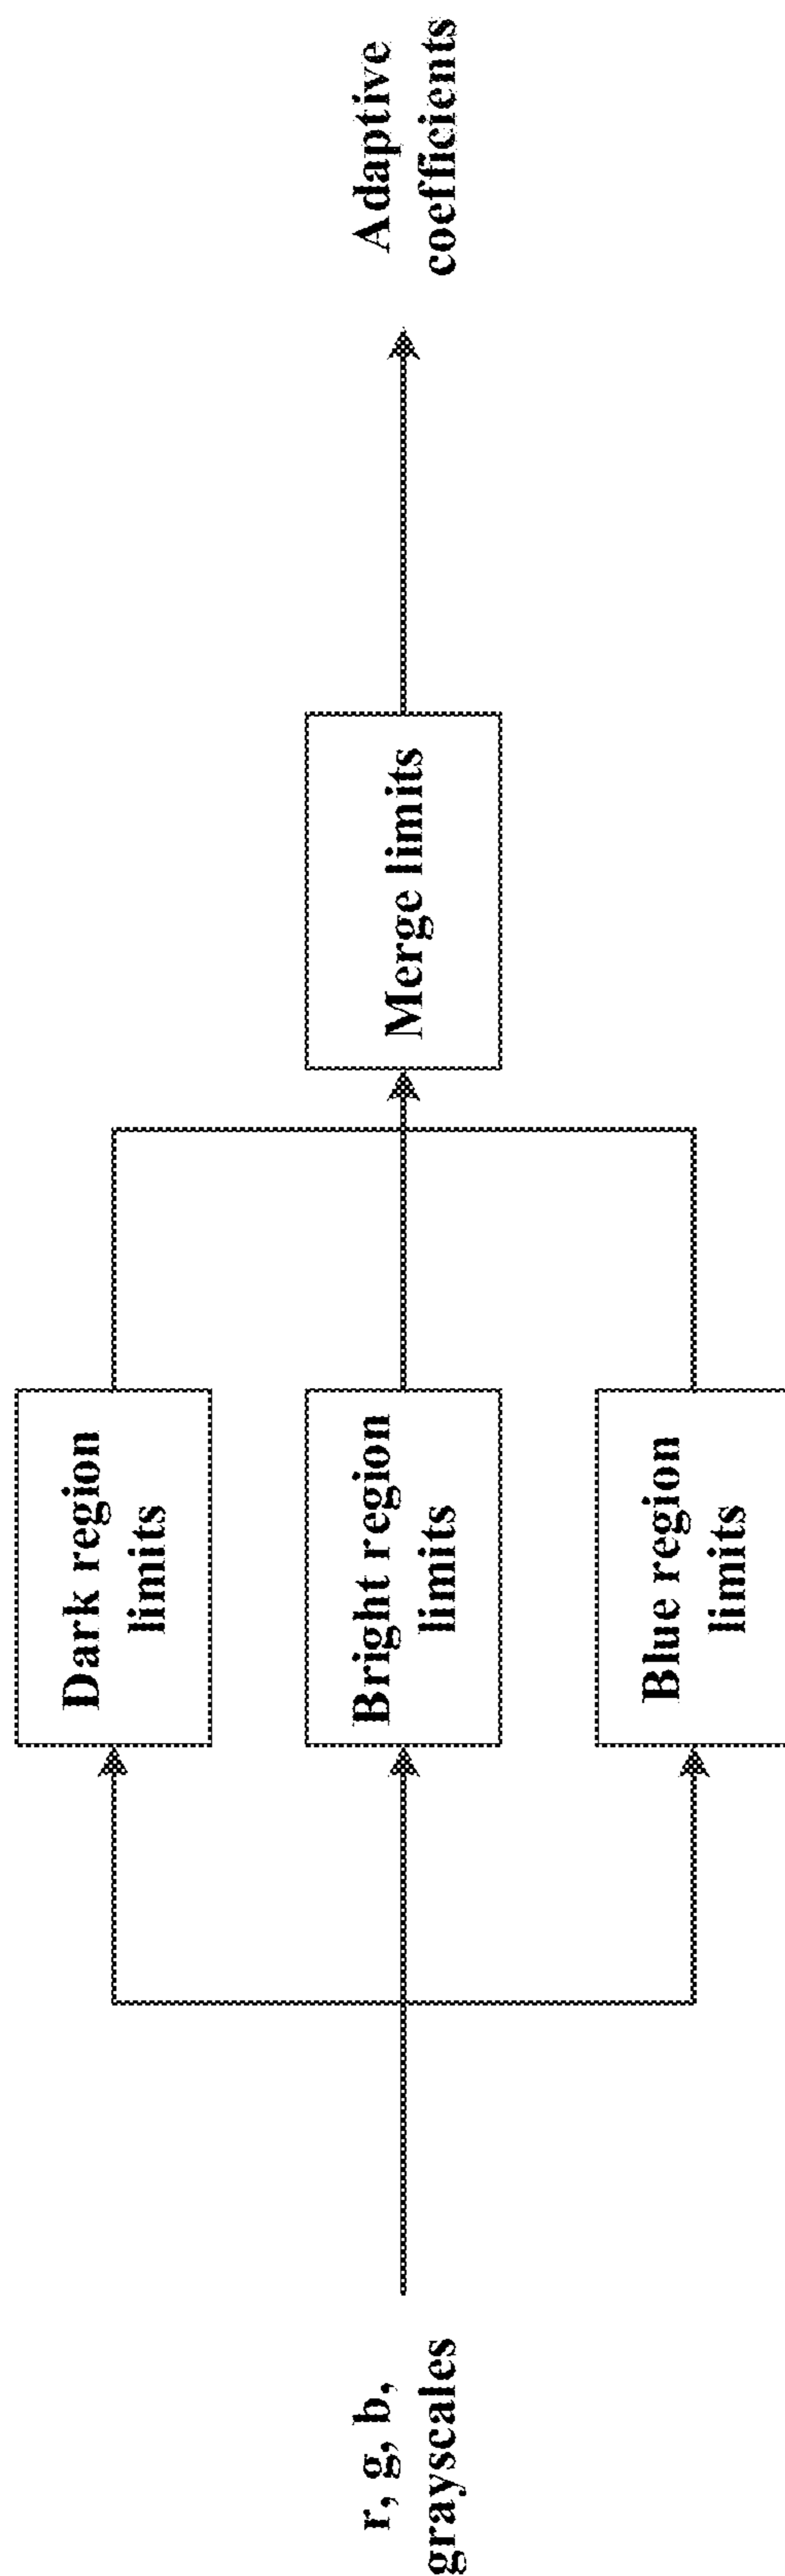 r, g, b,
grayscales
Dark region
limits
Bright region
limits
Blue region
limits
Merge limits
Adaptive
coefficients